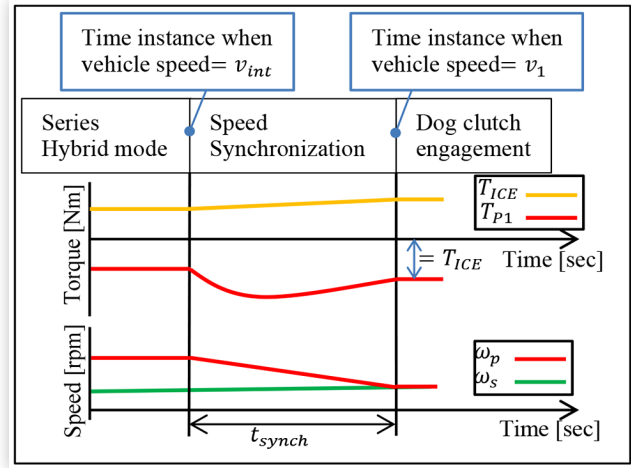 Time instance when
vehicle speed= v_int
Time instance when
vehicle speed= v_1
Series
Hybrid mode
Speed
Synchronization
Dog clutch
engagement
Torque [Nm]
T_ICE
T_P1
= T_ICE
Time [sec]
Speed [rpm]
ω_p
ω_s
t_synch
Time [sec]